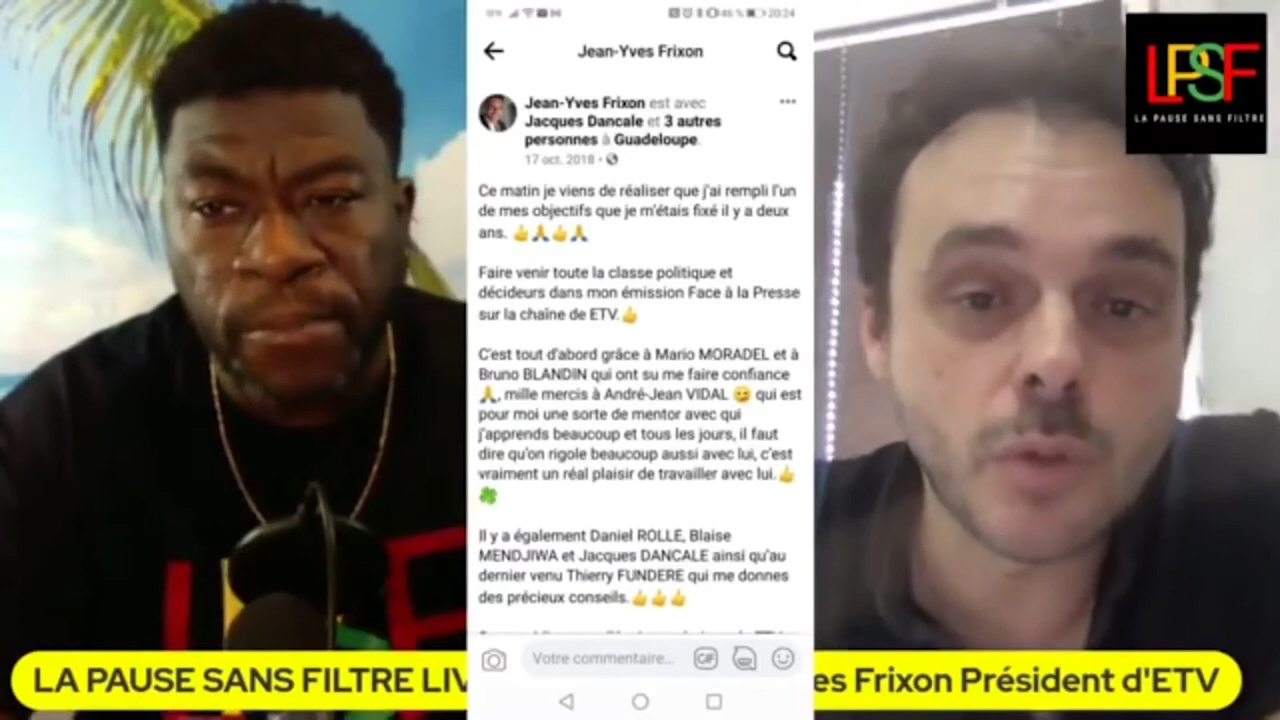 46 % 20:24
Jean-Yves Frixon
Jean-Yves Frixon est avec
Jacques Dancale et 3 autres
personnes à Guadeloupe.
17 oct. 2018 •
Ce matin je viens de réaliser que j'ai rempli l'un
de mes objectifs que je m'étais fixé il y a deux
ans. 👍🙏👍🙏
Faire venir toute la classe politique et
décideurs dans mon émission Face à la Presse
sur la chaîne de ETV.👍
C'est tout d'abord grâce à Mario MORADEL et à
Bruno BLANDIN qui ont su me faire confiance
🙏, mille mercis à André-Jean VIDAL 😋 qui est
pour moi une sorte de mentor avec qui
j'apprends beaucoup et tous les jours, il faut
dire qu'on rigole beaucoup aussi avec lui, c'est
vraiment un réal plaisir de travailler avec lui.👍
🍀
Il y a également Daniel ROLLE, Blaise
MENDJIWA et Jacques DANCALE ainsi qu'au
dernier venu Thierry FUNDERE qui me donnes
des précieux conseils.👍👍👍
Votre commentaire...
GIF
LPSF
LA PAUSE SANS FILTRE
LA PAUSE SANS FILTRE LIV
es Frixon Président d'ETV